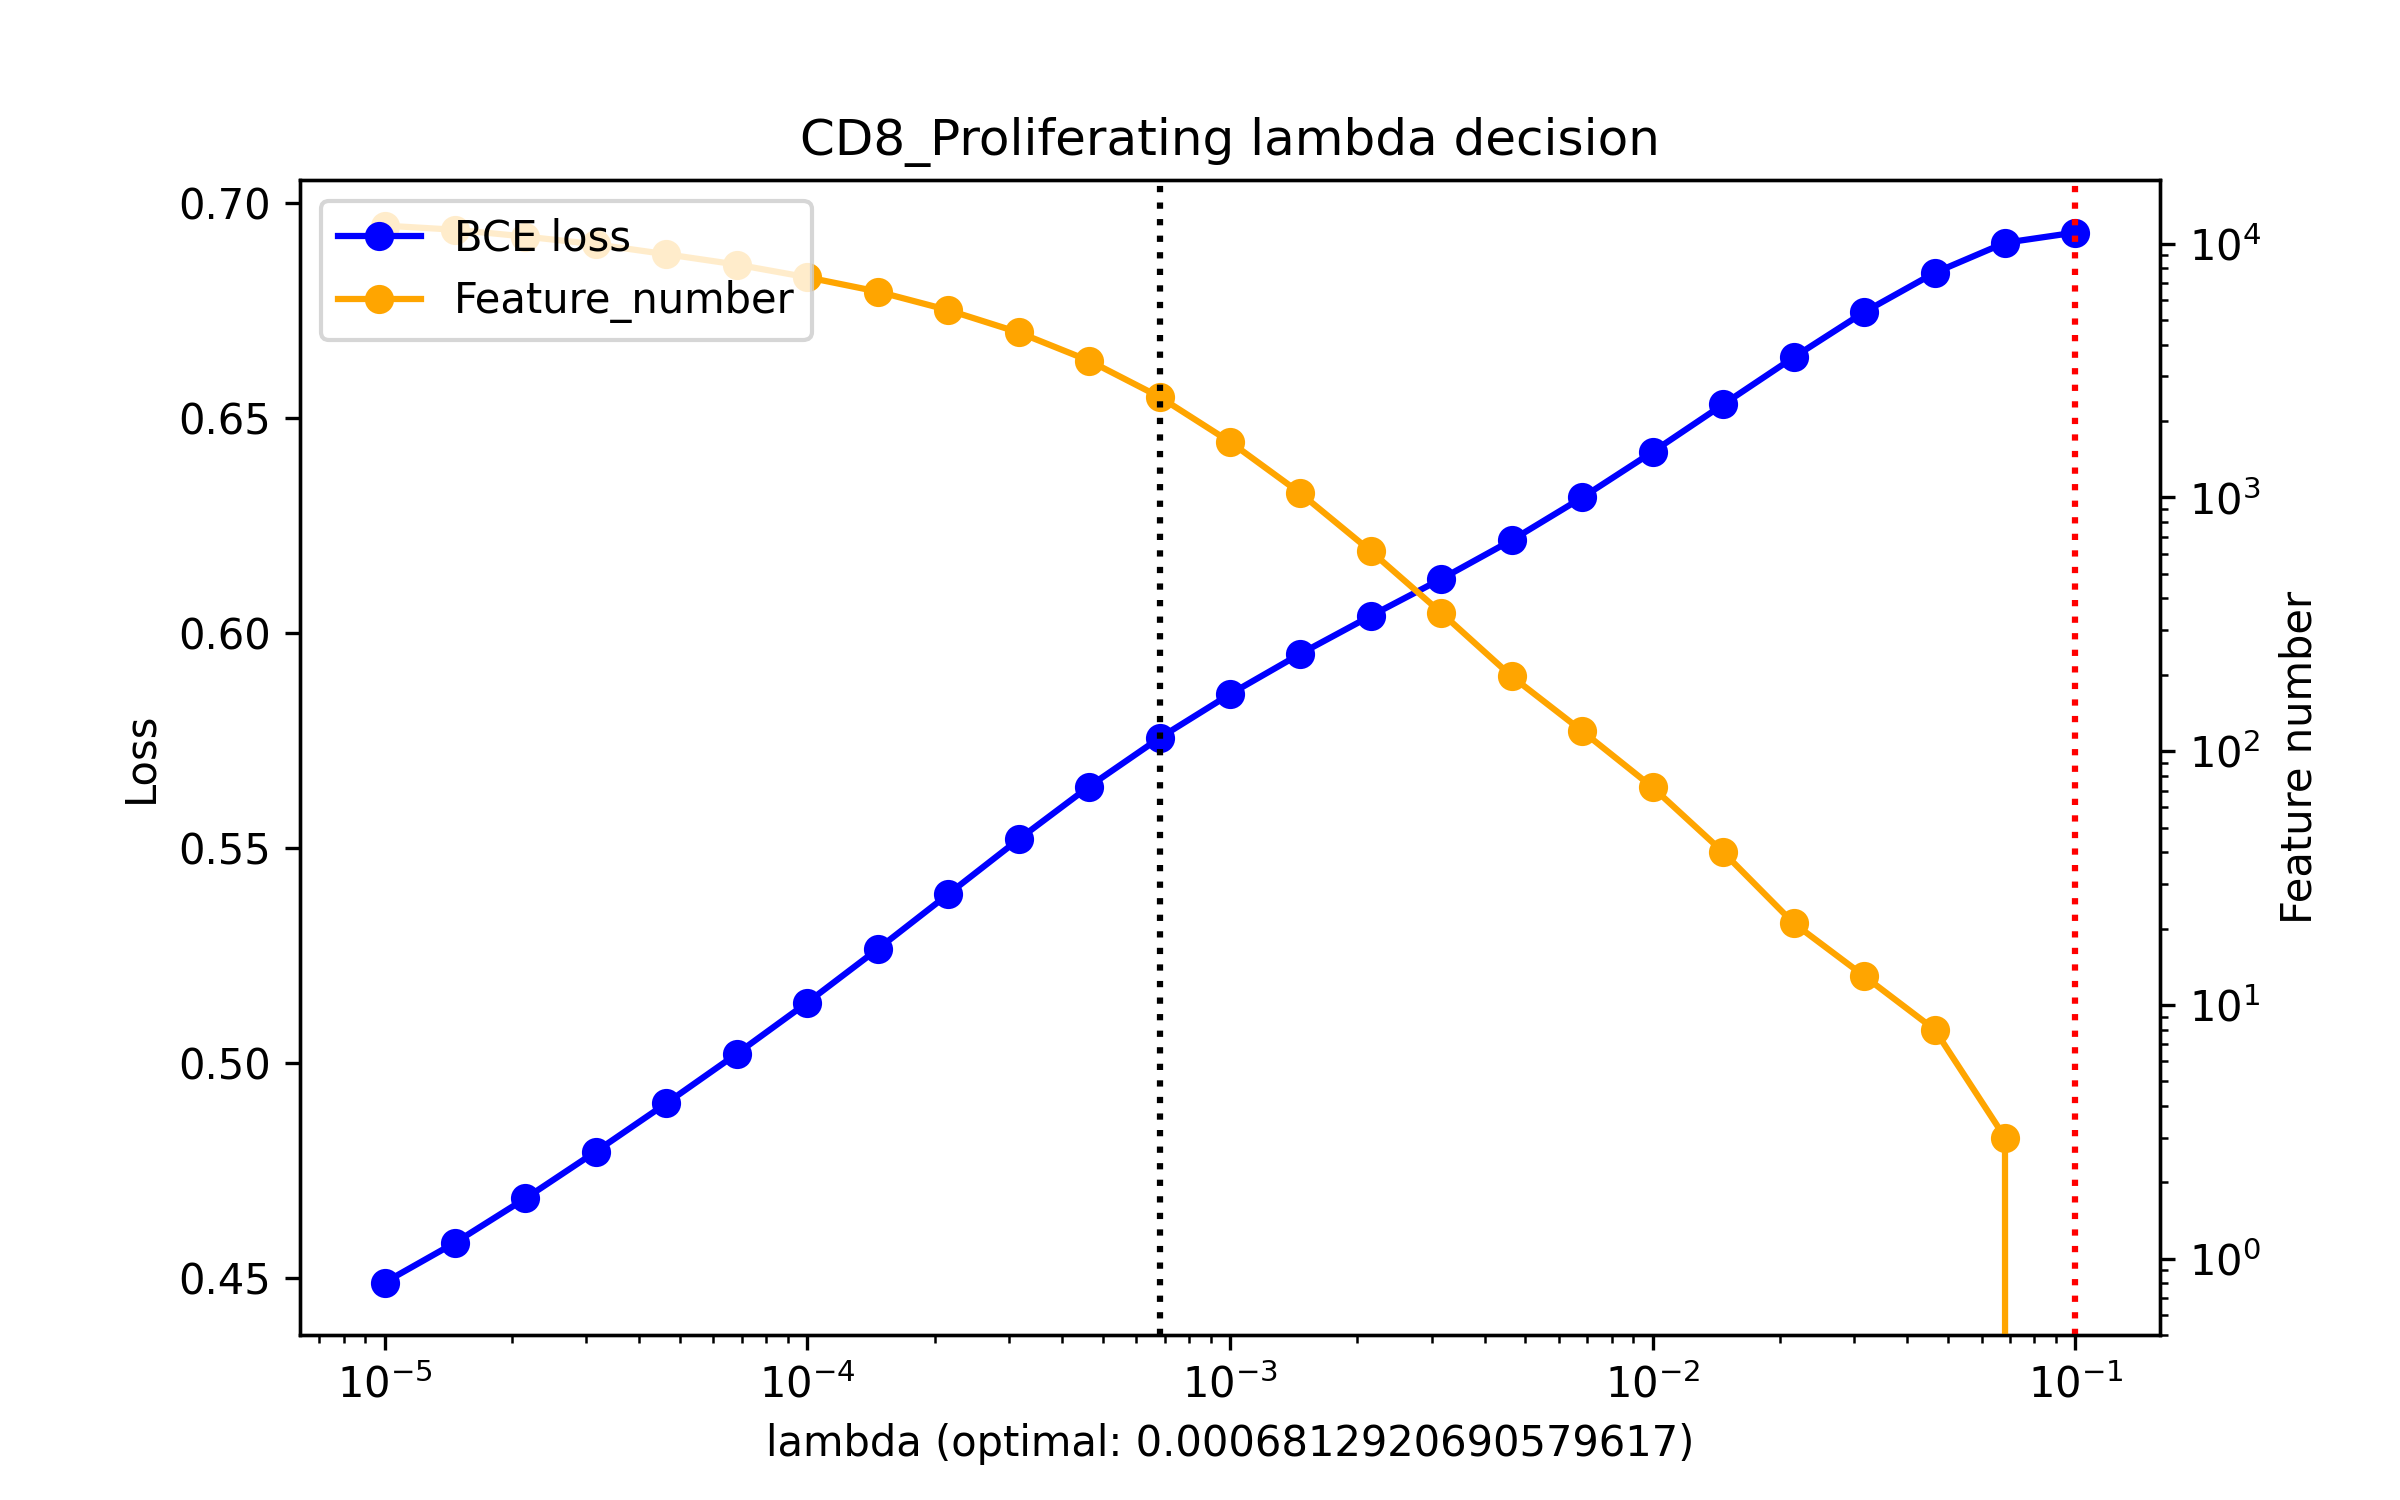 CD8_Proliferating lambda decision
BCE loss
Feature_number
0.70
0.65
0.60
0.55
0.50
0.45
Loss
10⁴
10³
10²
10¹
10⁰
Feature number
10⁻⁵
10⁻⁴
10⁻³
10⁻²
10⁻¹
lambda (optimal: 0.0006812920690579617)